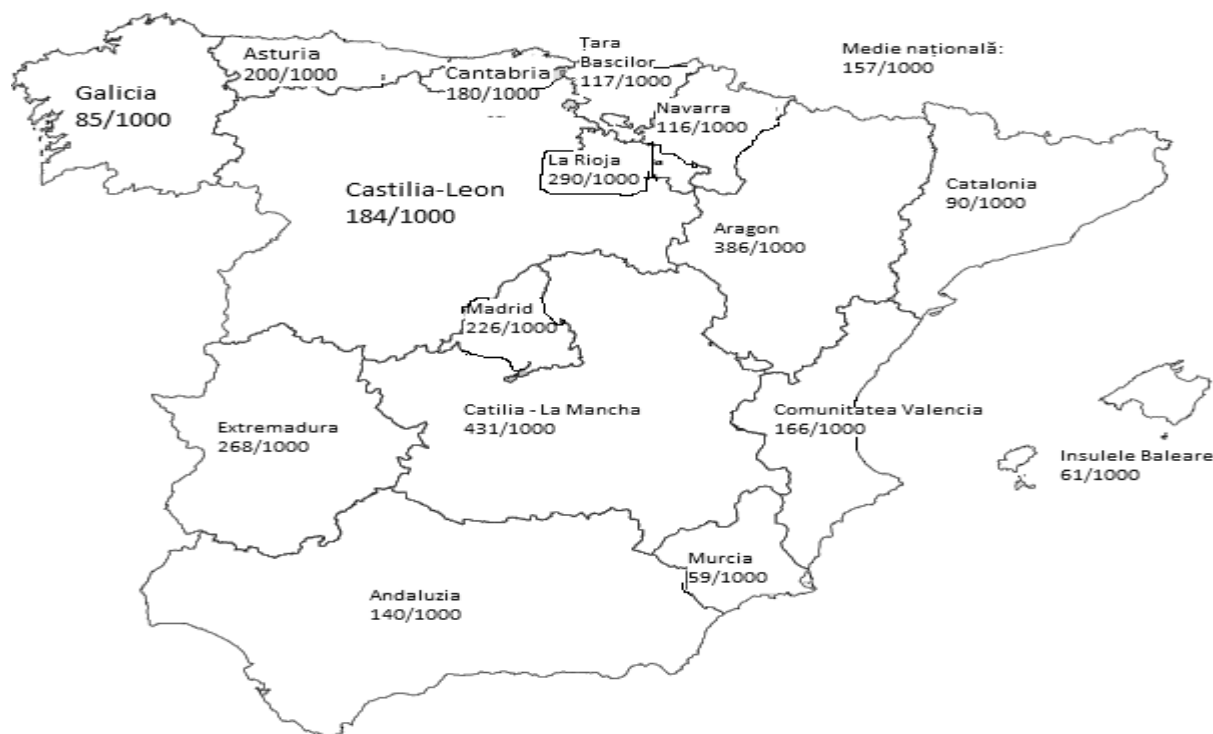 Țara
Bascilor
117/1000
Medie națională:
157/1000
Asturia
200/1000
Cantabria
180/1000
Galicia
85/1000
Navarra
116/1000
La Rioja
290/1000
Castilia-Leon
184/1000
Catalonia
90/1000
Aragon
386/1000
Madrid
226/1000
Catilia - La Mancha
431/1000
Comunitatea Valencia
166/1000
Extremadura
268/1000
Insulele Baleare
61/1000
Murcia
59/1000
Andaluzia
140/1000